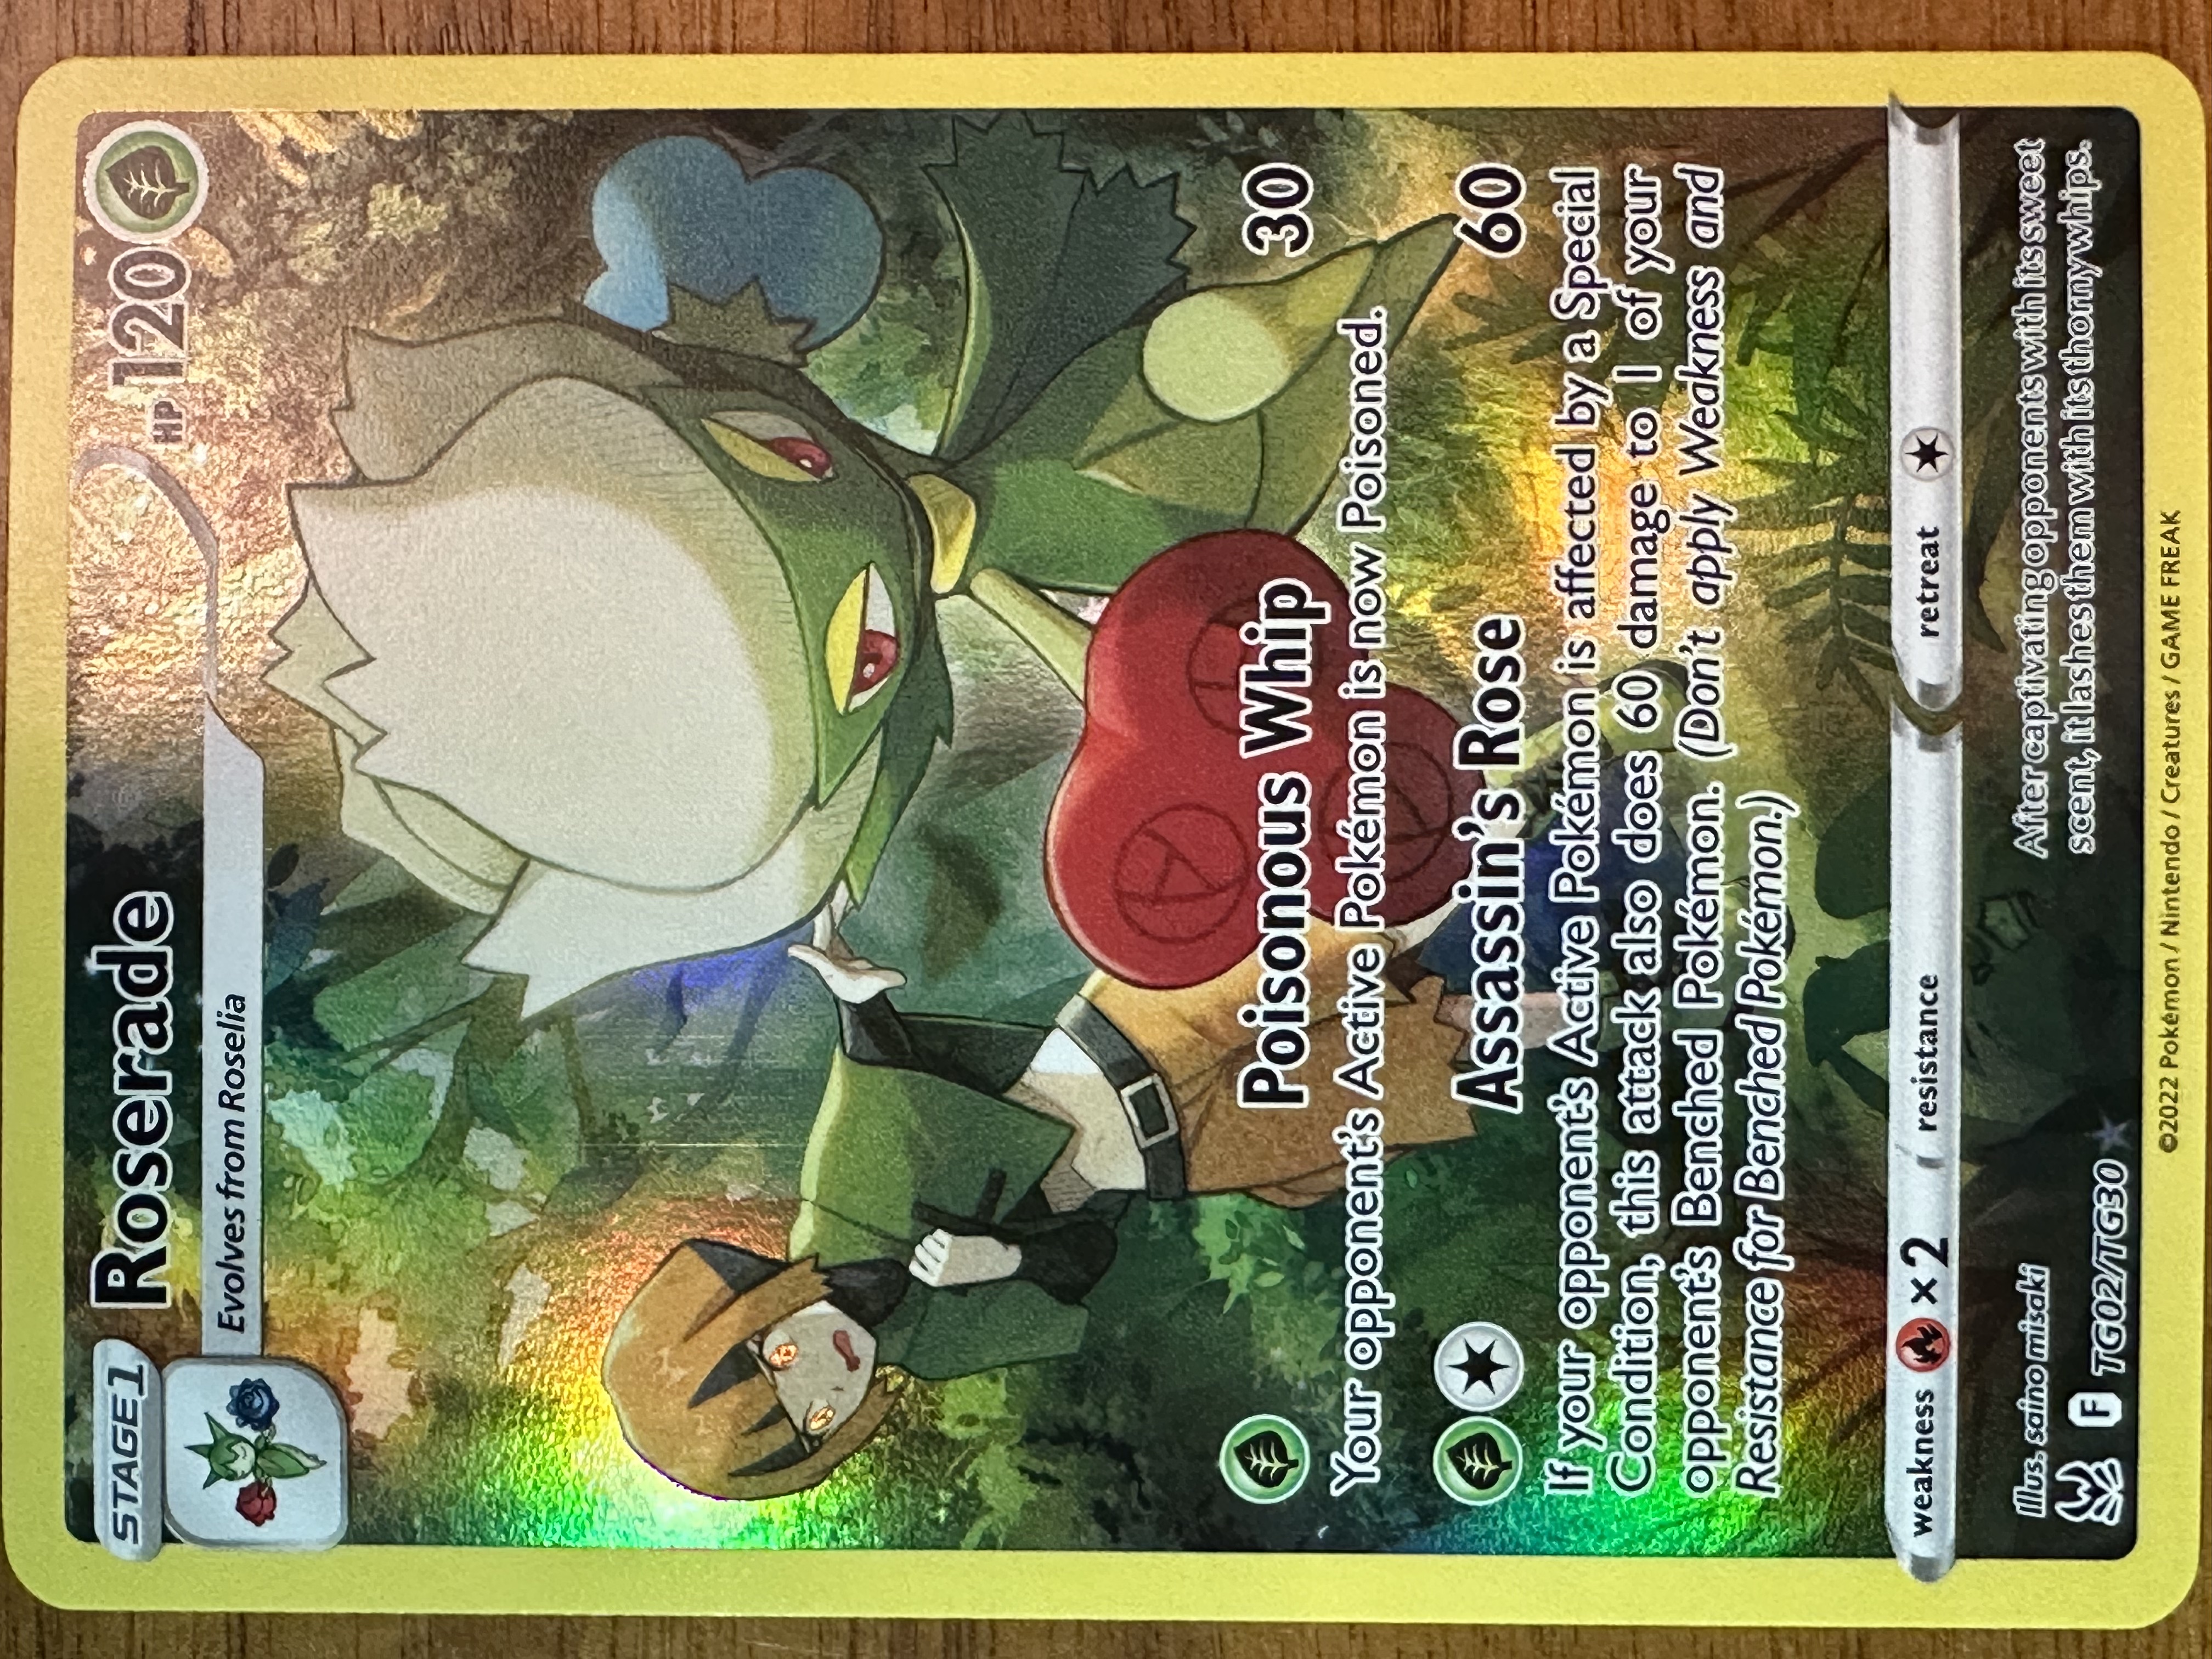 STAGE 1
Roserade
HP 120
Evolves from Roselia
Poisonous Whip 30
Your opponent's Active Pokémon is now Poisoned.
Assassin's Rose 60
If your opponent's Active Pokémon is affected by a Special
Condition, this attack also does 60 damage to 1 of your
opponent's Benched Pokémon. (Don't apply Weakness and
Resistance for Benched Pokémon.)
weakness ×2 resistance retreat
Illus. saino misaki
After captivating opponents with its sweet
scent, it lashes them with its thorny whips.
F TG02/TG30
©2022 Pokémon / Nintendo / Creatures / GAME FREAK